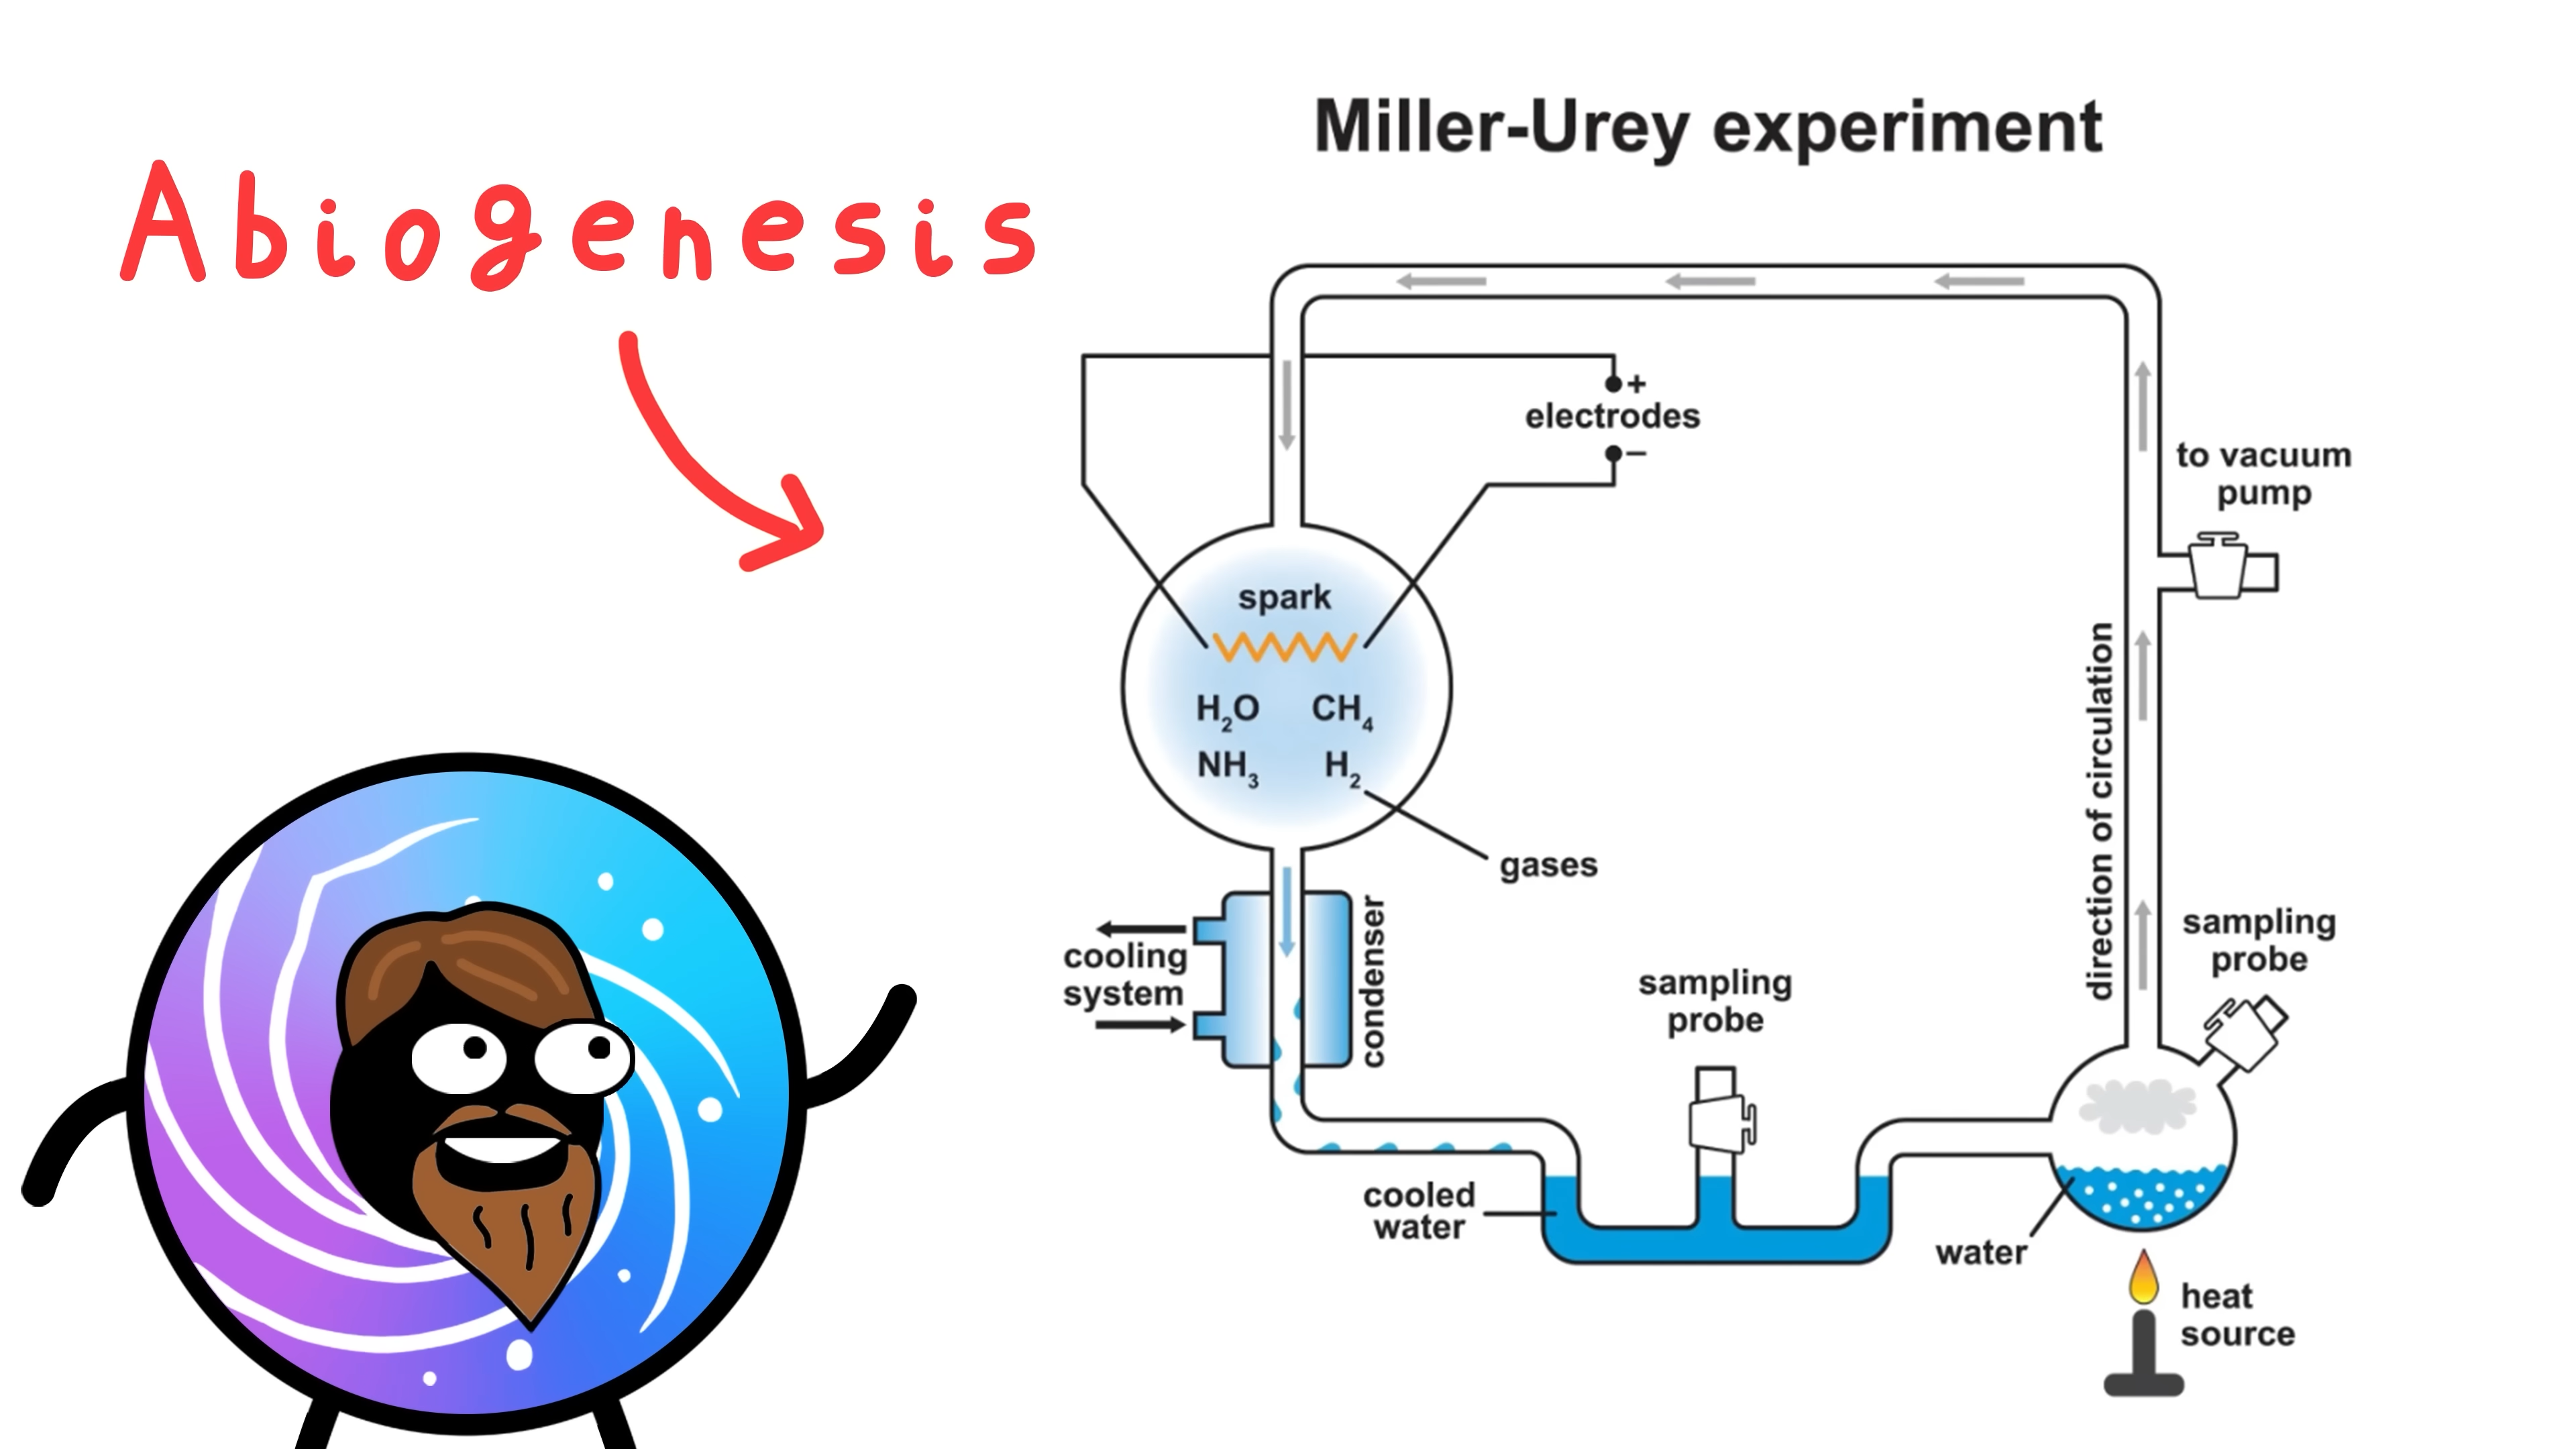 Miller-Urey experiment
Abiogenesis
+
electrodes
–
to vacuum
pump
spark
H₂O CH₄
NH₃ H₂
gases
direction of circulation
cooling
system
condenser
sampling
probe
sampling
probe
cooled
water
water
heat
source